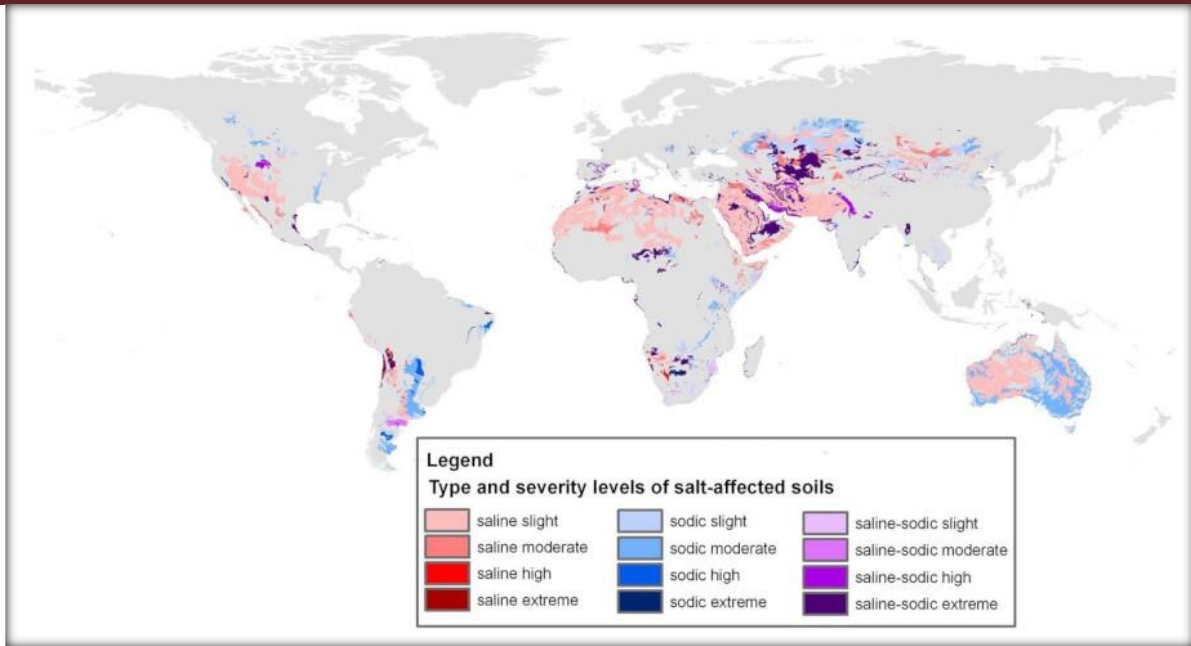 Legend
Type and severity levels of salt-affected soils
saline slight
saline moderate
saline high
saline extreme
sodic slight
sodic moderate
sodic high
sodic extreme
saline-sodic slight
saline-sodic moderate
saline-sodic high
saline-sodic extreme